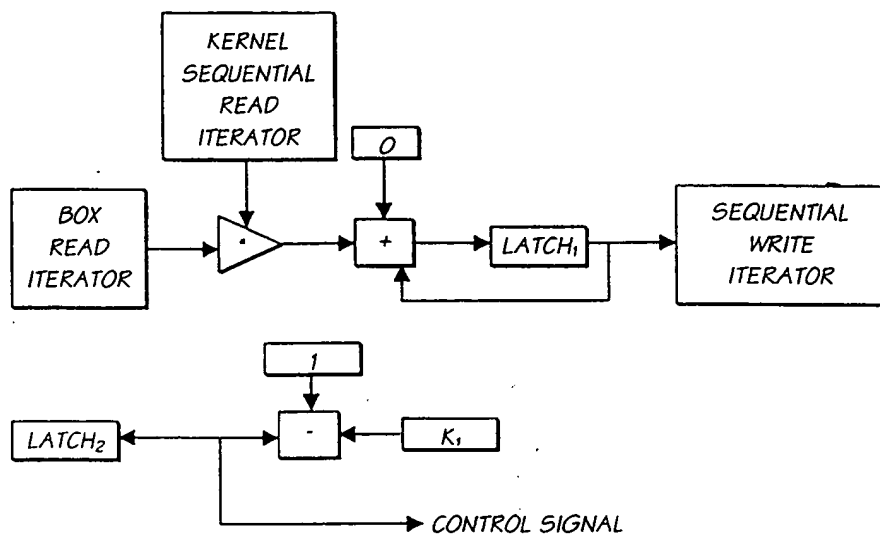 KERNEL
SEQUENTIAL
READ
ITERATOR
0
BOX
READ
ITERATOR
+
LATCH₁
SEQUENTIAL
WRITE
ITERATOR
1
LATCH₂
-
K₁
CONTROL SIGNAL